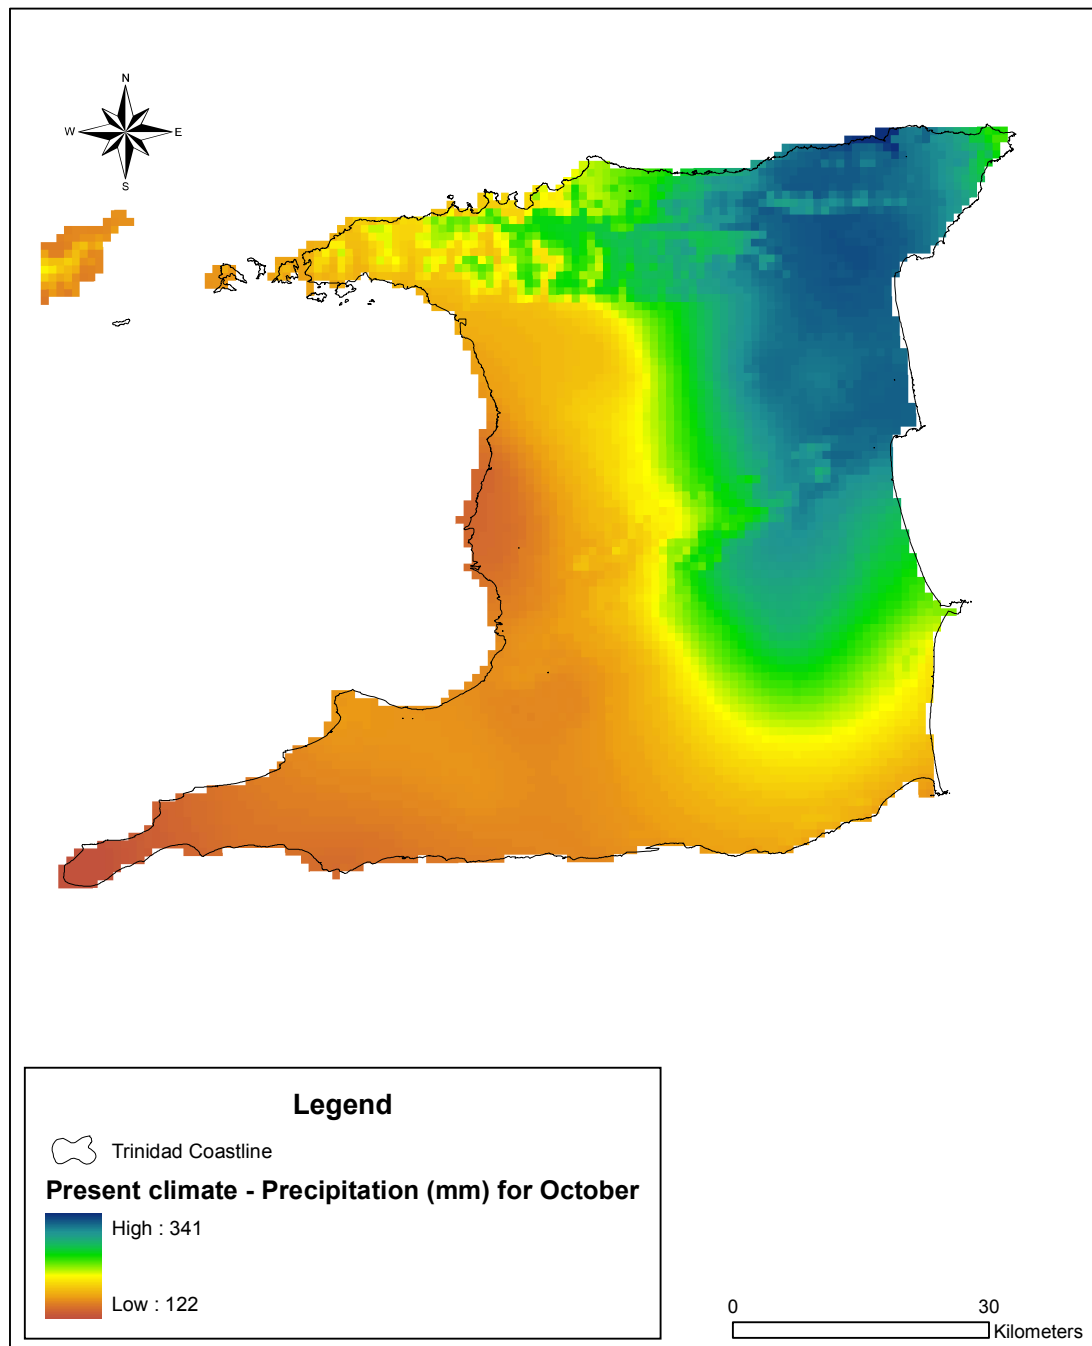 N
W E
S
Legend
Trinidad Coastline
Present climate - Precipitation (mm) for October
High : 341
Low : 122
0 30
Kilometers